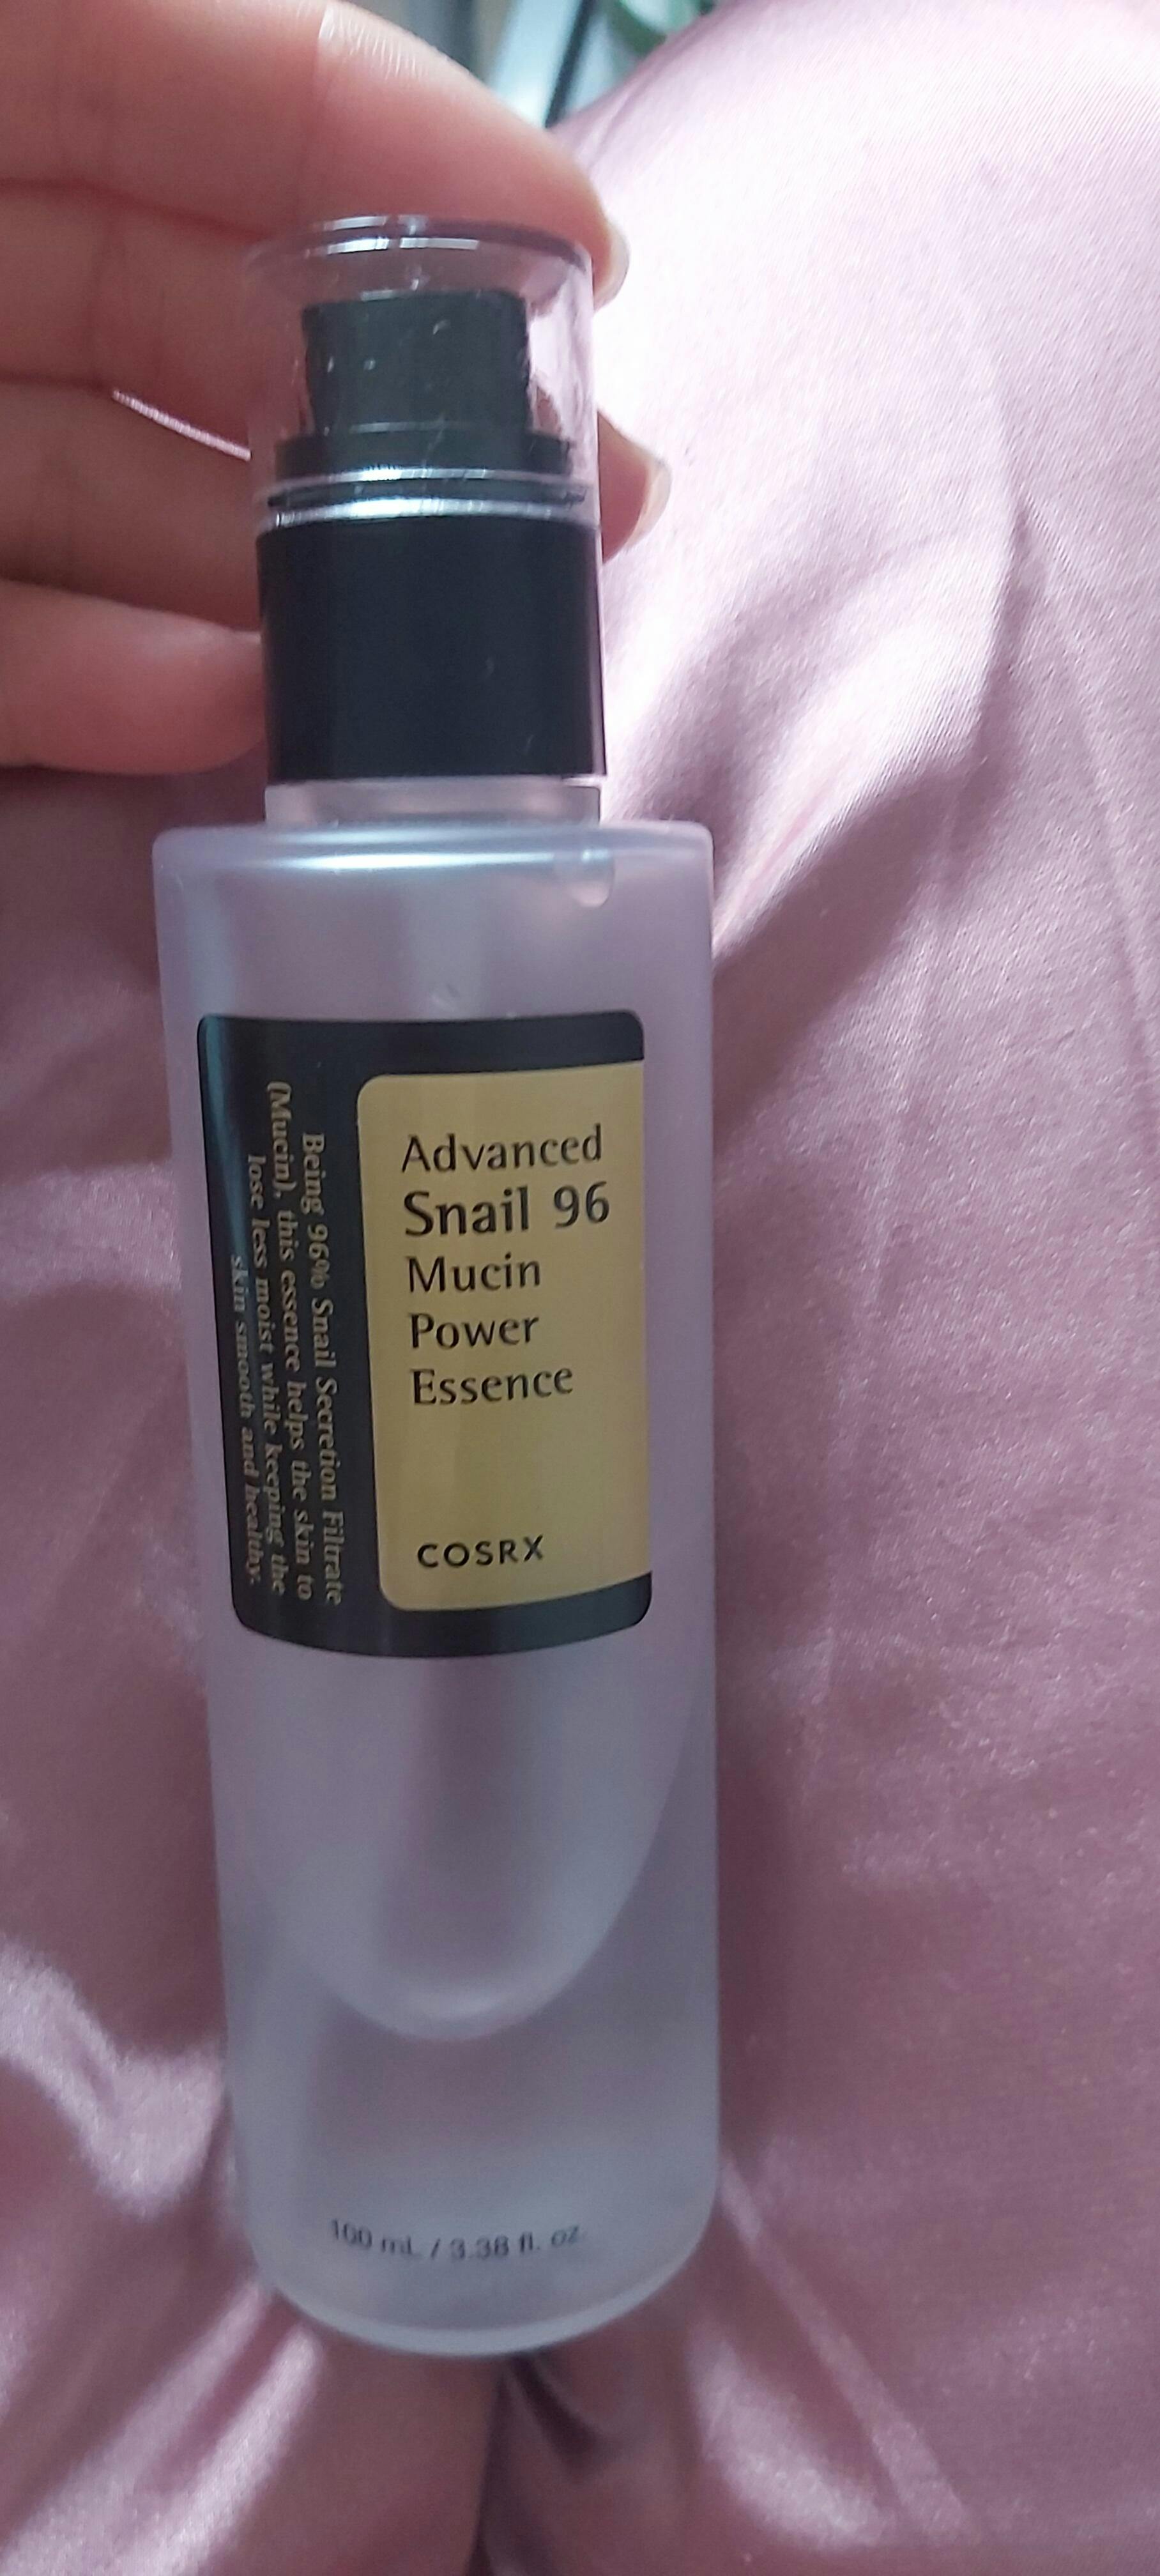 Advanced
Snail 96
Mucin
Power
Essence
COSRX
Being 96% Snail Secretion Filtrate
(Mucin), this essence helps the skin to
lose less moist while keeping the
skin smooth and healthy.
100 mL / 3.38 fl. oz.